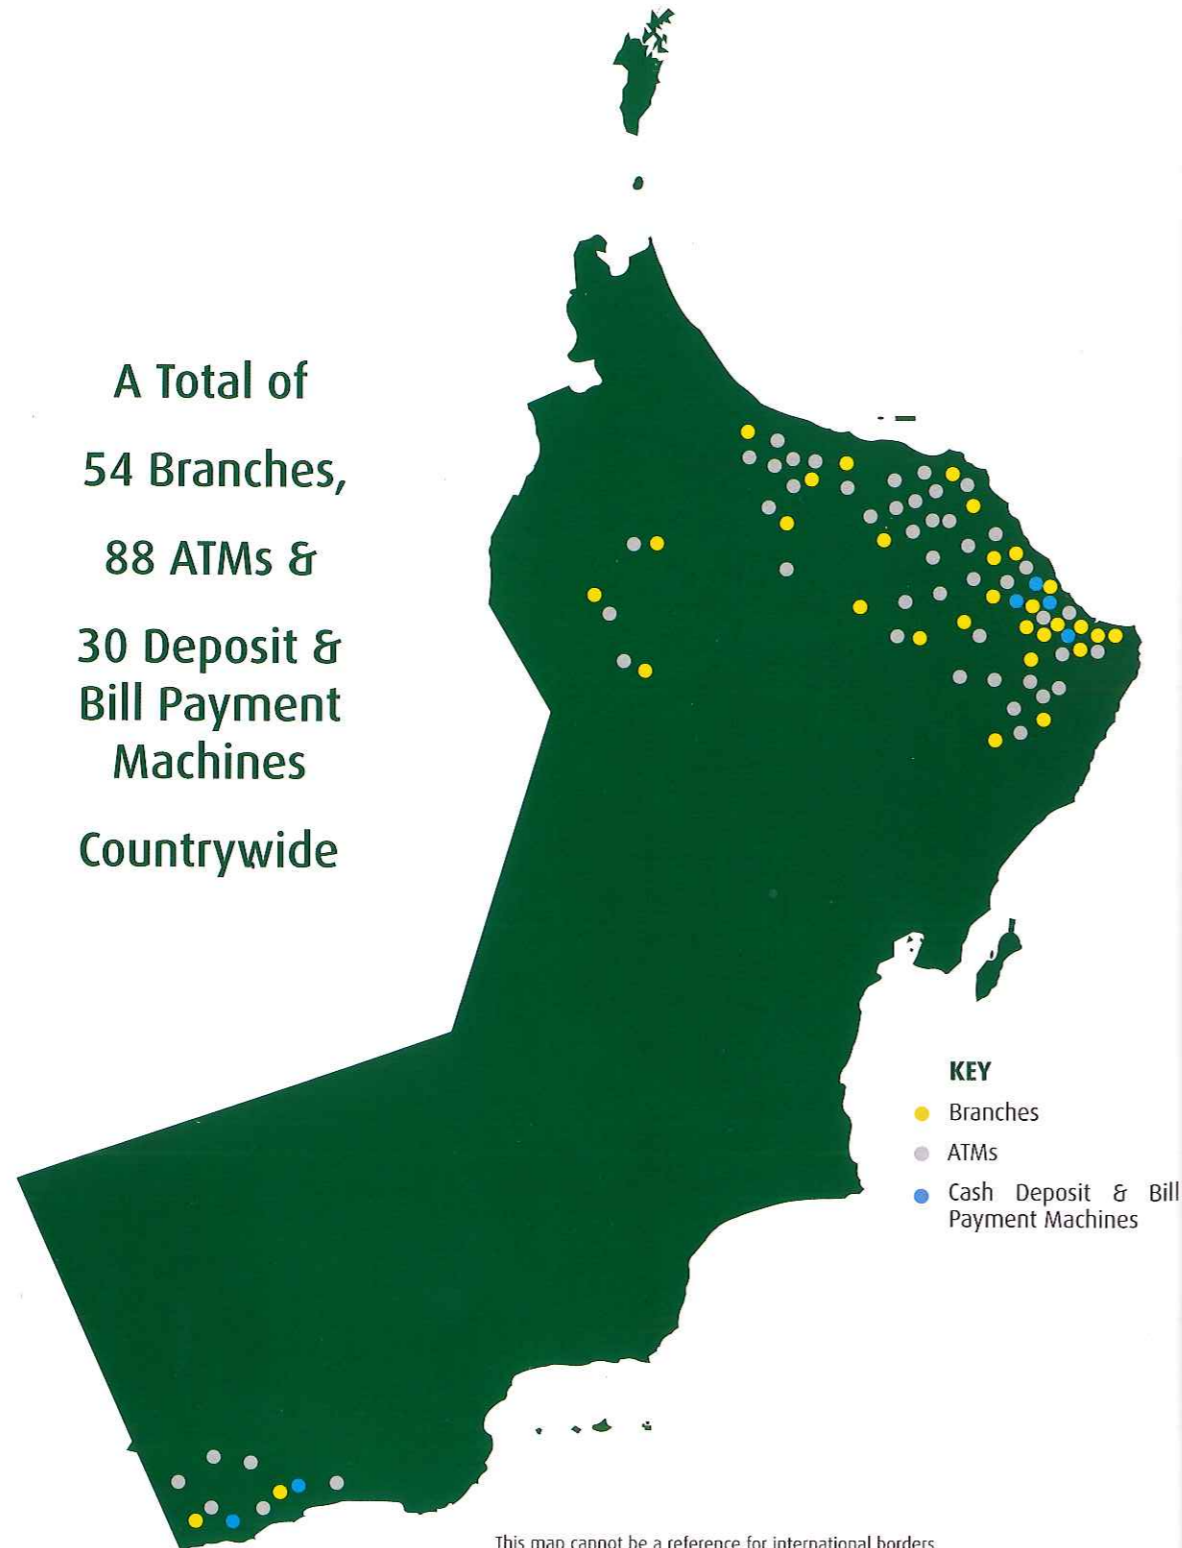 A Total of
54 Branches,
88 ATMs &
30 Deposit &
Bill Payment
Machines
Countrywide
KEY
Branches
ATMs
Cash Deposit & Bill
Payment Machines
This map cannot be a reference for international borders